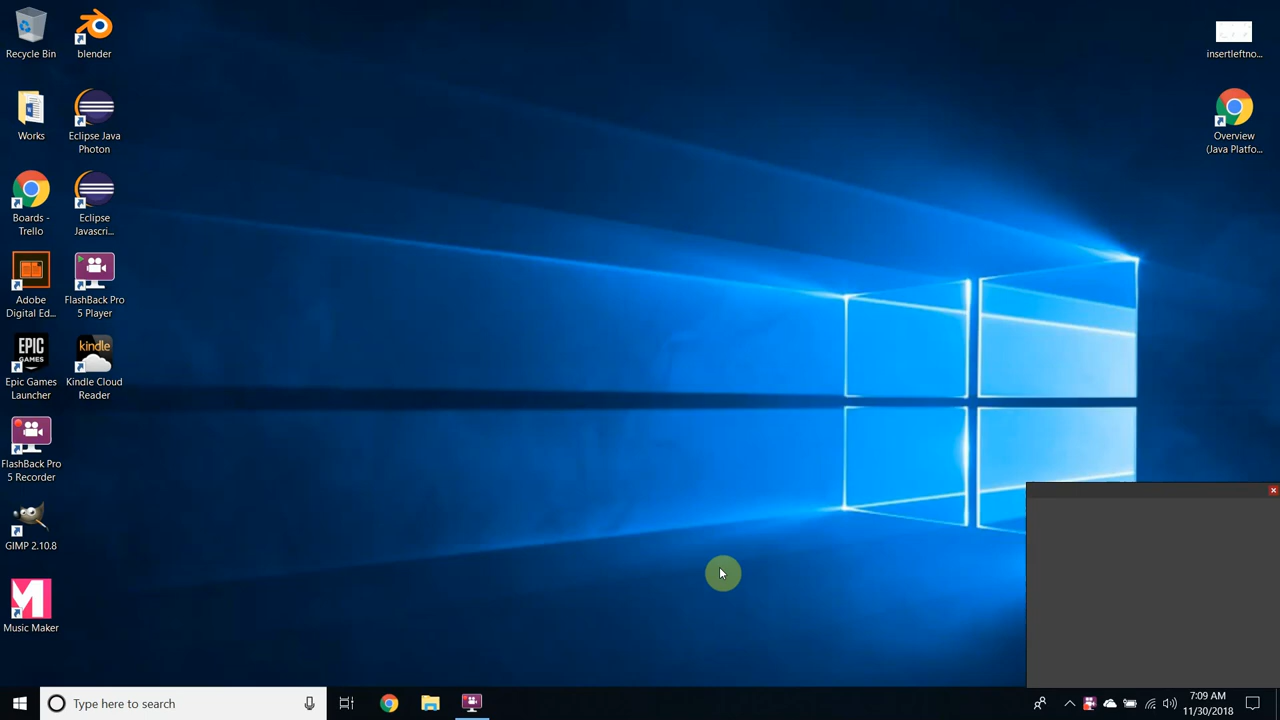 Recycle Bin
blender
Works
Eclipse Java
Photon
Boards -
Trello
Eclipse
Javascri...
Adobe
Digital Ed...
FlashBack Pro
5 Player
EPIC
GAMES
Epic Games
Launcher
kindle
Kindle Cloud
Reader
FlashBack Pro
5 Recorder
GIMP 2.10.8
Music Maker
insertleftno...
Overview
(Java Platfo...
Type here to search
7:09 AM
11/30/2018